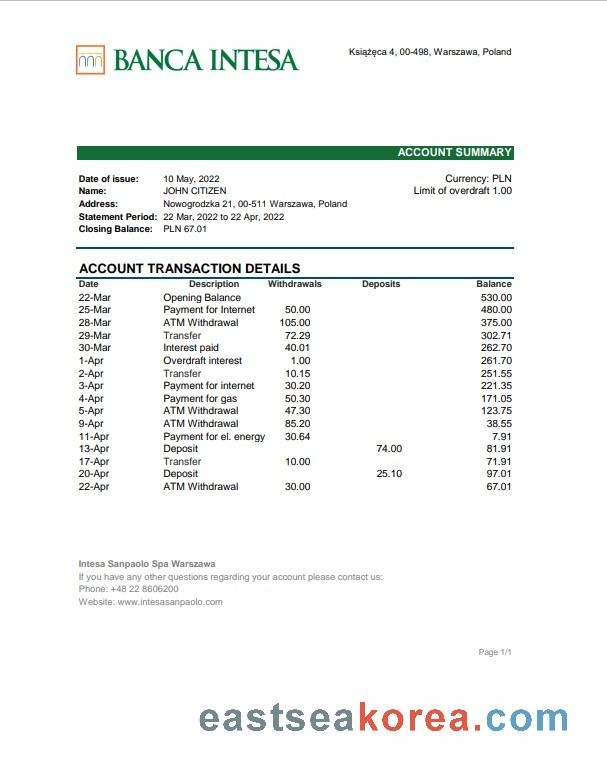 BANCA INTESA
Książęca 4, 00-498, Warszawa, Poland
ACCOUNT SUMMARY
Date of issue: 10 May, 2022 Currency: PLN
Name: JOHN CITIZEN Limit of overdraft 1.00
Address: Nowogrodzka 21, 00-511 Warszawa, Poland
Statement Period: 22 Mar, 2022 to 22 Apr, 2022
Closing Balance: PLN 67.01
ACCOUNT TRANSACTION DETAILS
Date Description Withdrawals Deposits Balance
22-Mar Opening Balance 530.00
25-Mar Payment for Internet 50.00 480.00
28-Mar ATM Withdrawal 105.00 375.00
29-Mar Transfer 72.29 302.71
30-Mar Interest paid 40.01 262.70
1-Apr Overdraft interest 1.00 261.70
2-Apr Transfer 10.15 251.55
3-Apr Payment for internet 30.20 221.35
4-Apr Payment for gas 50.30 171.05
5-Apr ATM Withdrawal 47.30 123.75
9-Apr ATM Withdrawal 85.20 38.55
11-Apr Payment for el. energy 30.64 7.91
13-Apr Deposit 74.00 81.91
17-Apr Transfer 10.00 71.91
20-Apr Deposit 25.10 97.01
22-Apr ATM Withdrawal 30.00 67.01
Intesa Sanpaolo Spa Warszawa
If you have any other questions regarding your account please contact us:
Phone: +48 22 8606200
Website: www.intesasanpaolo.com
Page 1/1
eastseakorea.com